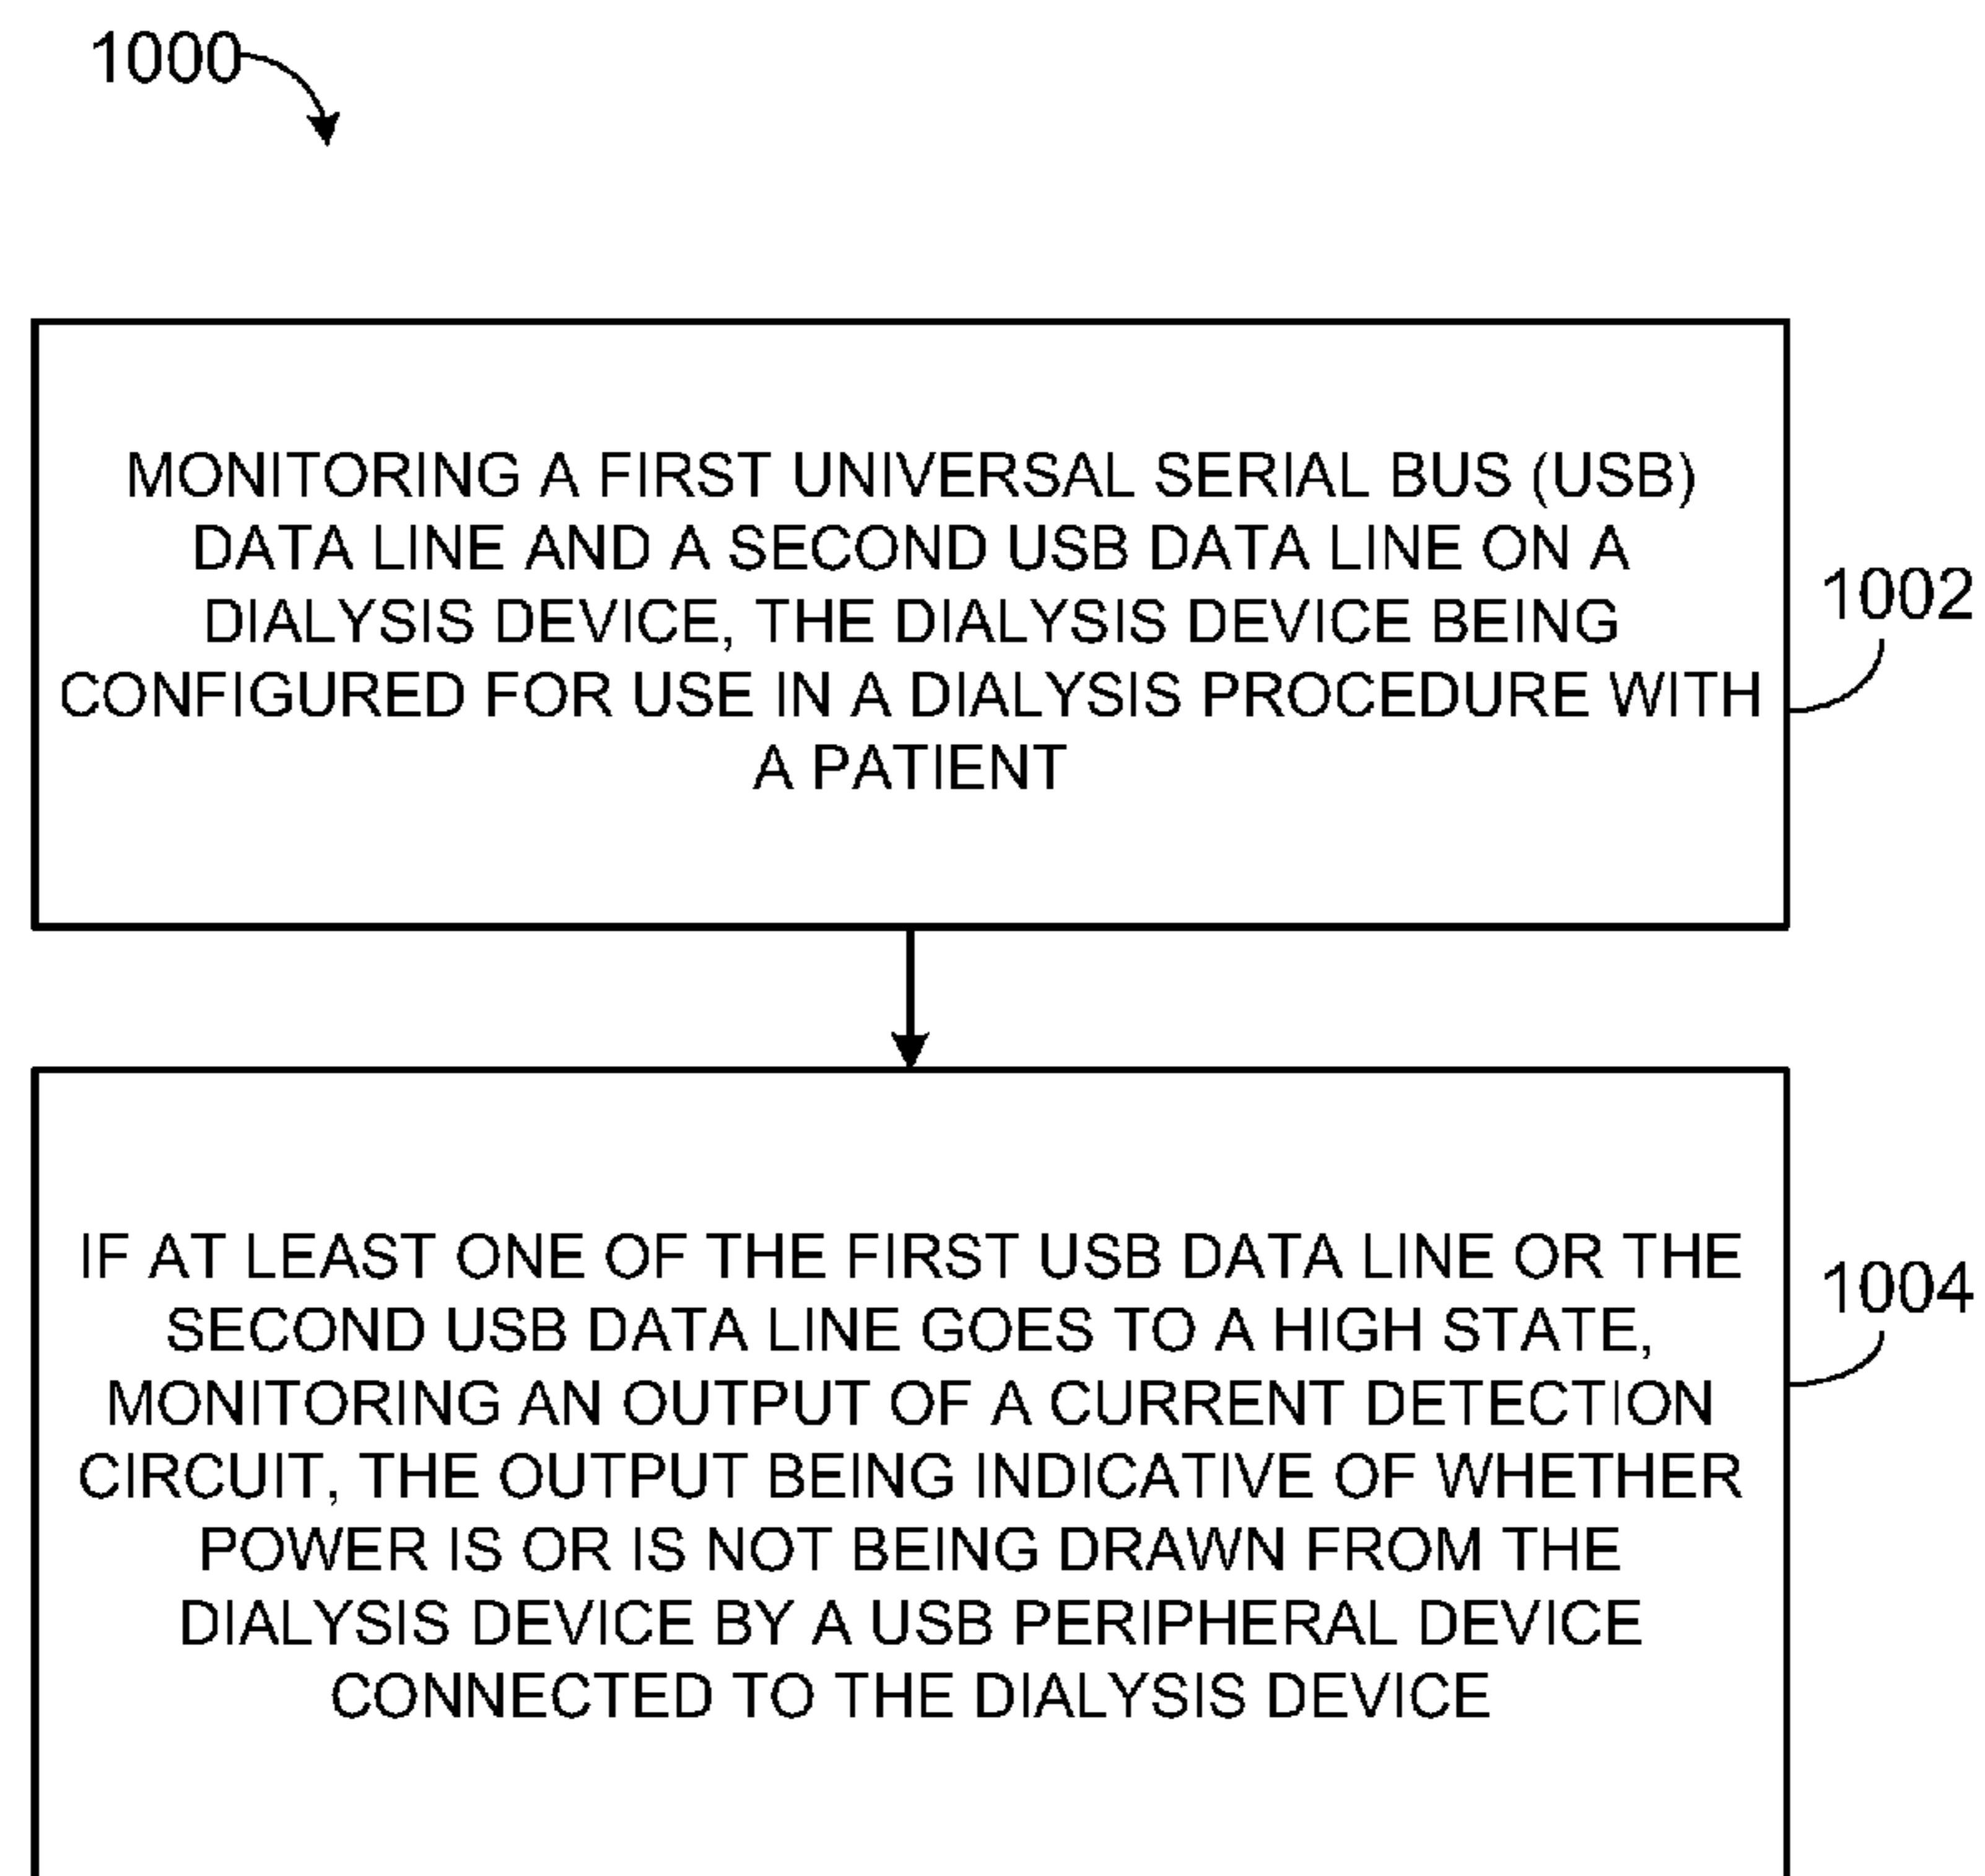 1000
MONITORING A FIRST UNIVERSAL SERIAL BUS (USB)
DATA LINE AND A SECOND USB DATA LINE ON A
DIALYSIS DEVICE, THE DIALYSIS DEVICE BEING
CONFIGURED FOR USE IN A DIALYSIS PROCEDURE WITH
A PATIENT
1002
IF AT LEAST ONE OF THE FIRST USB DATA LINE OR THE
SECOND USB DATA LINE GOES TO A HIGH STATE,
MONITORING AN OUTPUT OF A CURRENT DETECTION
CIRCUIT, THE OUTPUT BEING INDICATIVE OF WHETHER
POWER IS OR IS NOT BEING DRAWN FROM THE
DIALYSIS DEVICE BY A USB PERIPHERAL DEVICE
CONNECTED TO THE DIALYSIS DEVICE
1004